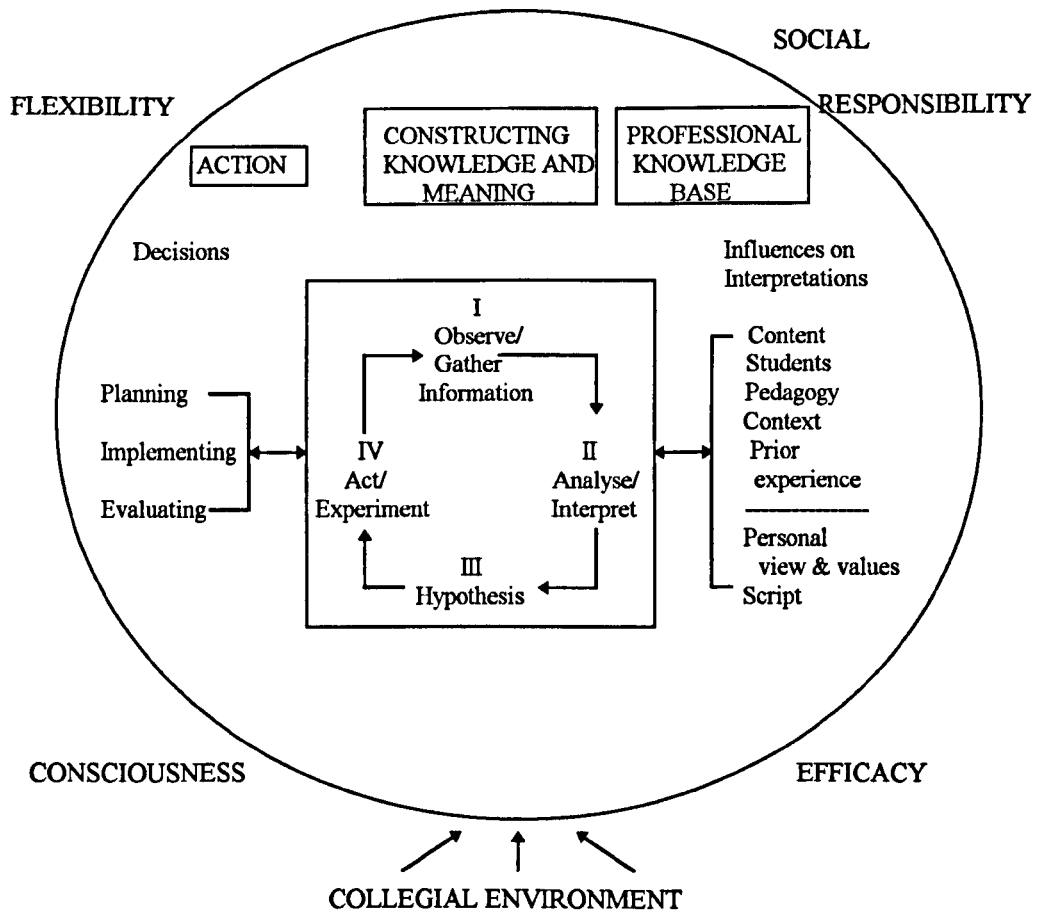 SOCIAL
RESPONSIBILITY
FLEXIBILITY
ACTION
CONSTRUCTING
KNOWLEDGE AND
MEANING
PROFESSIONAL
KNOWLEDGE
BASE
Decisions
Planning
Implementing
Evaluating
I
Observe/
Gather
Information
II
Analyse/
Interpret
III
Hypothesis
IV
Act/
Experiment
Influences on
Interpretations
Content
Students
Pedagogy
Context
Prior
experience
Personal
view & values
Script
CONSCIOUSNESS
EFFICACY
COLLEGIAL ENVIRONMENT